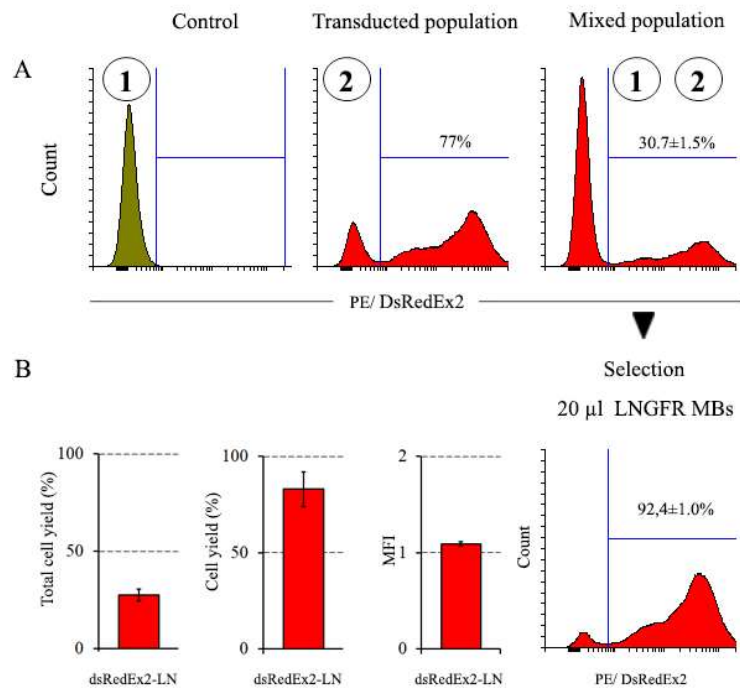 Control
Transducted population
Mixed population
A
1
2
1
2
Count
77%
30.7±1.5%
PE/ DsRedEx2
B
Selection
20 µl LNGFR MBs
Total cell yield (%)
100
50
0
dsRedEx2-LN
Cell yield (%)
100
50
0
dsRedEx2-LN
MFI
2
1
0
dsRedEx2-LN
Count
92,4±1.0%
PE/ DsRedEx2